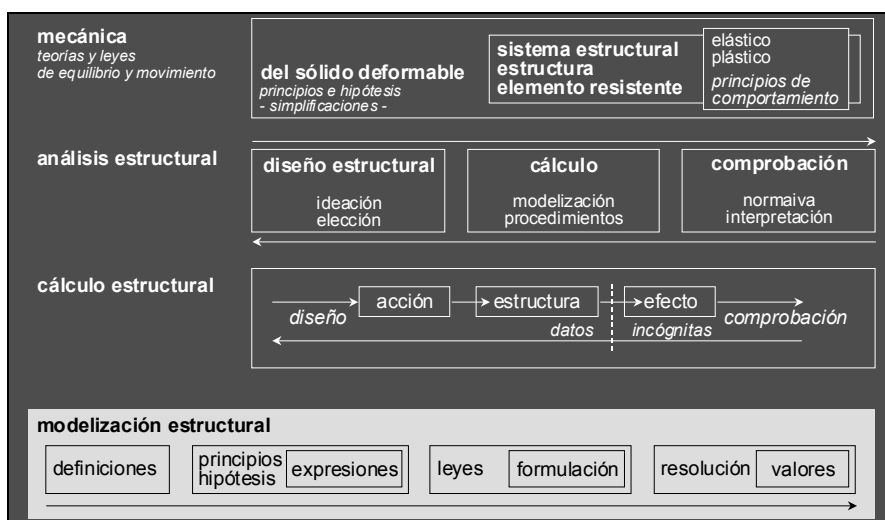 mecánica
teorías y leyes
de equilibrio y movimiento
del sólido deformable
principios e hipótesis
- simplificaciones -
sistema estructural
estructura
elemento resistente
elástico
plástico
principios de
comportamiento
análisis estructural
diseño estructural
ideación
elección
cálculo
modelización
procedimientos
comprobación
normaiva
interpretación
cálculo estructural
diseño
acción
estructura
datos
efecto
incógnitas
comprobación
modelización estructural
definiciones
principios
hipótesis
expresiones
leyes
formulación
resolución
valores